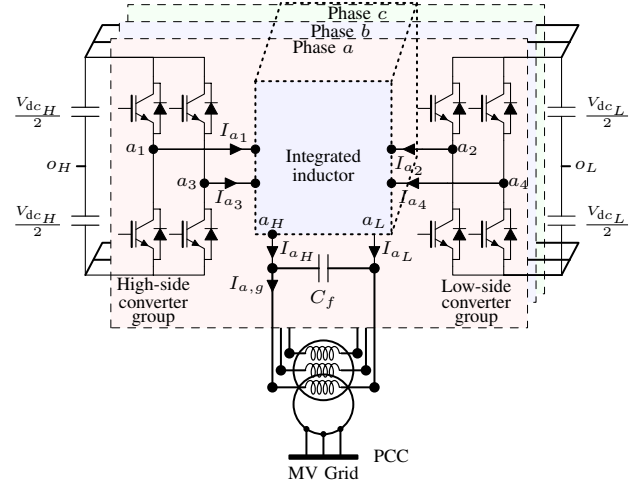 Phase c
Phase b
Phase a
V_dc_H / 2
V_dc_L / 2
I_a1
a_1
a_2
Integrated
inductor
I_a2
o_H
o_L
a_3
a_4
I_a3
I_a4
V_dc_H / 2
V_dc_L / 2
a_H
a_L
I_a_H
I_a_L
High-side
converter
group
I_a,g
C_f
Low-side
converter
group
PCC
MV Grid